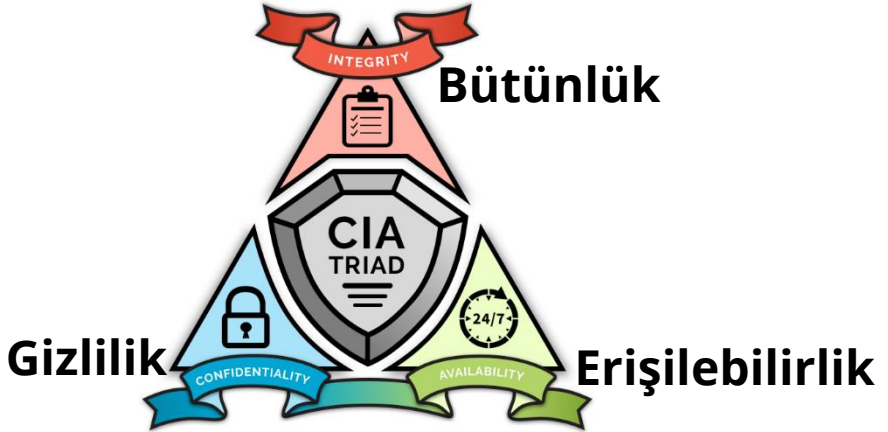 INTEGRITY
Bütünlük
CIA
TRIAD
24/7
Gizlilik
CONFIDENTIALITY
AVAILABILITY
Erişilebilirlik